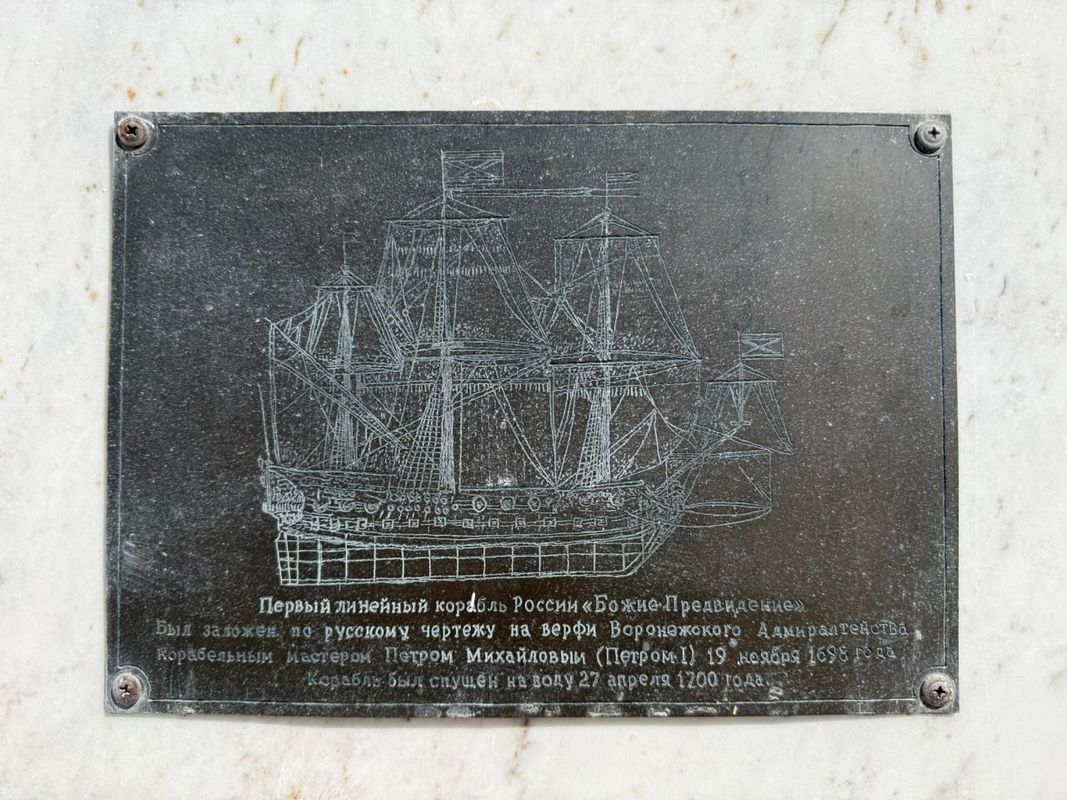 Первый линейный корабль России «Божие Предвидение»
Был заложен по русскому чертежу на верфи Воронежского Адмиралтейства
корабельным мастером Петром Михайловым (Петром I) 19 ноября 1698 года.
Корабль был спущен на воду 27 апреля 1700 года.